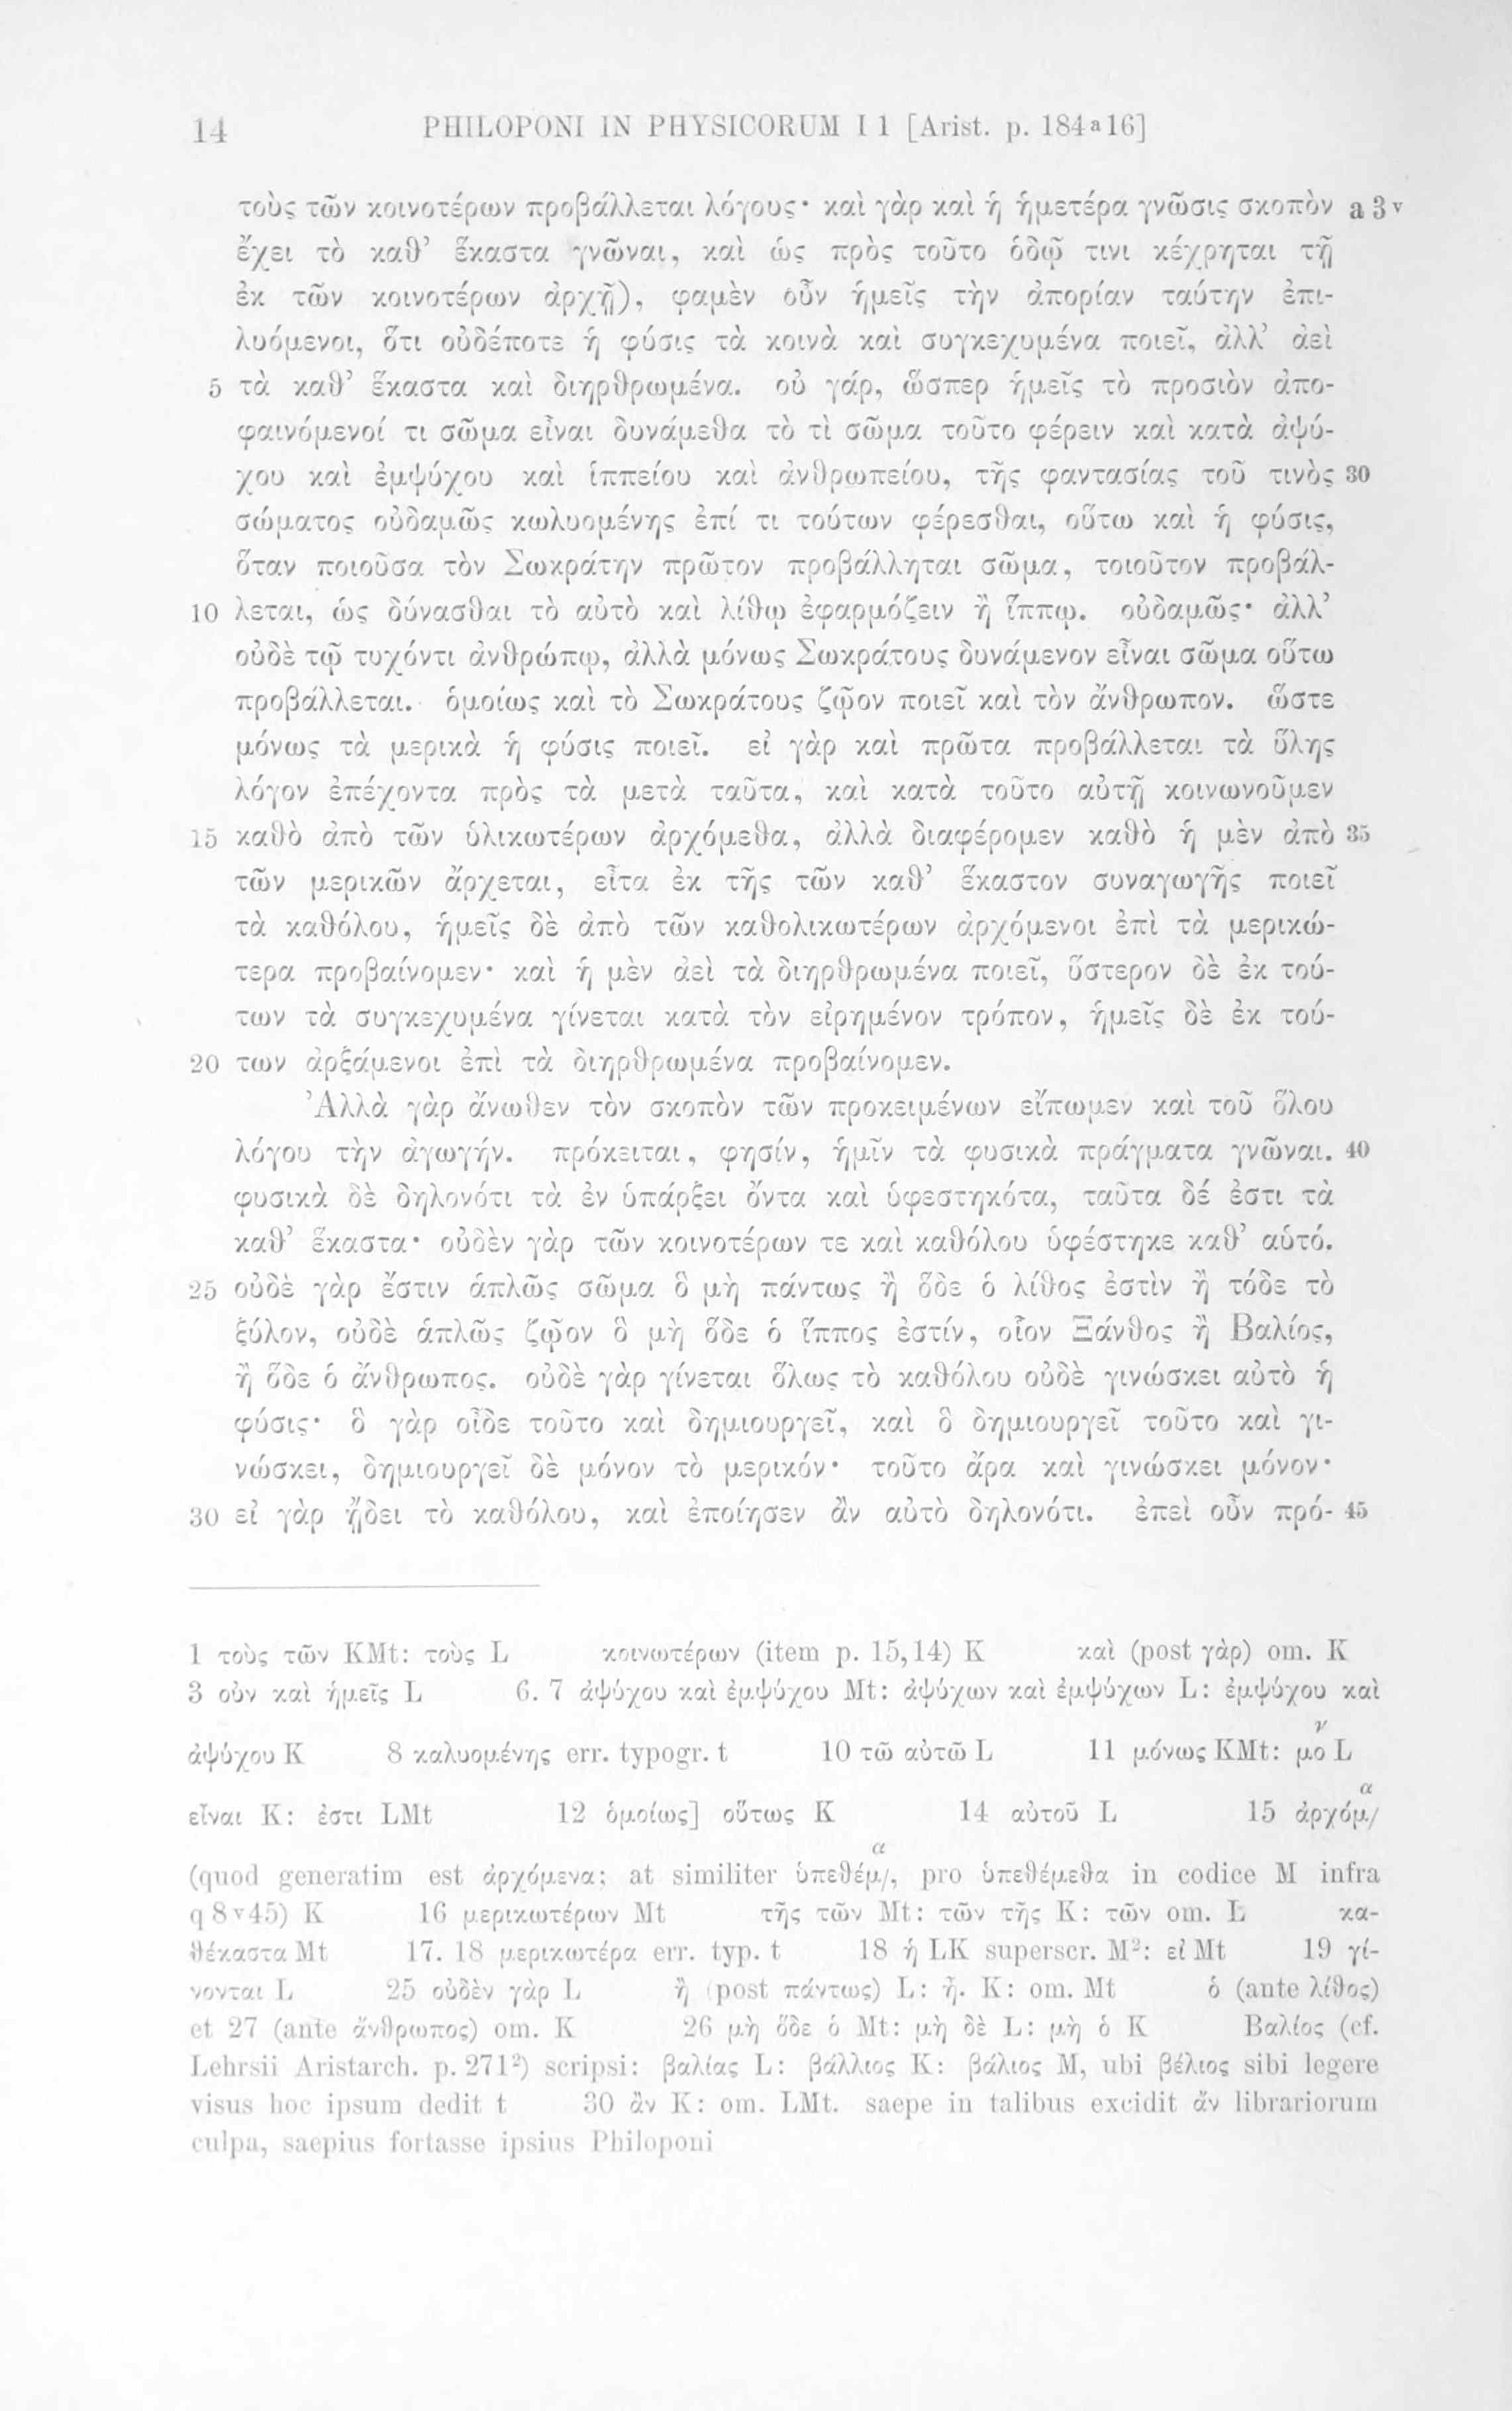 14 PHILOPONI IN PHYSICORUM I 1 [Arist. p. 184ᵃ16]
τοὺς τῶν κοινοτέρων προβάλλεται λόγους· καὶ γὰρ καὶ ἡ ἡμετέρα γνῶσις σκοπὸν a 3ᵛ
ἔχει τὸ καθ’ ἕκαστα γνῶναι, καὶ ὡς πρὸς τοῦτο ὁδῷ τινι κέχρηται τῇ
ἐκ τῶν κοινοτέρων ἀρχῇ), φαμὲν οὖν ἡμεῖς τὴν ἀπορίαν ταύτην ἐπι-
λυόμενοι, ὅτι οὐδέποτε ἡ φύσις τὰ κοινὰ καὶ συγκεχυμένα ποιεῖ, ἀλλ’ ἀεὶ
5 τὰ καθ’ ἕκαστα καὶ διηρθρωμένα. οὐ γάρ, ὥσπερ ἡμεῖς τὸ προσιὸν ἀπο-
φαινόμενοί τι σῶμα εἶναι δυνάμεθα τὸ τὶ σῶμα τοῦτο φέρειν καὶ κατὰ ἀψύ-
χου καὶ ἐμψύχου καὶ ἱππείου καὶ ἀνθρωπείου, τῆς φαντασίας τοῦ τινὸς 30
σώματος οὐδαμῶς κωλυομένης ἐπί τι τούτων φέρεσθαι, οὕτω καὶ ἡ φύσις,
ὅταν ποιοῦσα τὸν Σωκράτην πρῶτον προβάλληται σῶμα, τοιοῦτον προβάλ-
10 λεται, ὡς δύνασθαι τὸ αὐτὸ καὶ λίθῳ ἐφαρμόζειν ἢ ἵππῳ. οὐδαμῶς· ἀλλ’
οὐδὲ τῷ τυχόντι ἀνθρώπῳ, ἀλλὰ μόνως Σωκράτους δυνάμενον εἶναι σῶμα οὕτω
προβάλλεται. ὁμοίως καὶ τὸ Σωκράτους ζῷον ποιεῖ καὶ τὸν ἄνθρωπον. ὥστε
μόνως τὰ μερικὰ ἡ φύσις ποιεῖ. εἰ γὰρ καὶ πρῶτα προβάλλεται τὰ ὕλης
λόγον ἐπέχοντα πρὸς τὰ μετὰ ταῦτα, καὶ κατὰ τοῦτο αὐτῇ κοινωνοῦμεν
15 καθὸ ἀπὸ τῶν ὑλικωτέρων ἀρχόμεθα, ἀλλὰ διαφέρομεν καθὸ ἡ μὲν ἀπὸ 35
τῶν μερικῶν ἄρχεται, εἶτα ἐκ τῆς τῶν καθ’ ἕκαστον συναγωγῆς ποιεῖ
τὰ καθόλου, ἡμεῖς δὲ ἀπὸ τῶν καθολικωτέρων ἀρχόμενοι ἐπὶ τὰ μερικώ-
τερα προβαίνομεν· καὶ ἡ μὲν ἀεὶ τὰ διηρθρωμένα ποιεῖ, ὕστερον δὲ ἐκ τού-
των τὰ συγκεχυμένα γίνεται κατὰ τὸν εἰρημένον τρόπον, ἡμεῖς δὲ ἐκ τού-
20 των ἀρξάμενοι ἐπὶ τὰ διηρθρωμένα προβαίνομεν.
Ἀλλὰ γὰρ ἄνωθεν τὸν σκοπὸν τῶν προκειμένων εἴπωμεν καὶ τοῦ ὅλου
λόγου τὴν ἀγωγήν. πρόκειται, φησίν, ἡμῖν τὰ φυσικὰ πράγματα γνῶναι. 40
φυσικὰ δὲ δηλονότι τὰ ἐν ὑπάρξει ὄντα καὶ ὑφεστηκότα, ταῦτα δέ ἐστι τὰ
καθ’ ἕκαστα· οὐδὲν γὰρ τῶν κοινοτέρων τε καὶ καθόλου ὑφέστηκε καθ’ αὑτό.
25 οὐδὲ γὰρ ἔστιν ἁπλῶς σῶμα ὃ μὴ πάντως ἢ ὅδε ὁ λίθος ἐστὶν ἢ τόδε τὸ
ξύλον, οὐδὲ ἁπλῶς ζῷον ὃ μὴ ὅδε ὁ ἵππος ἐστίν, οἷον Ξάνθος ἢ Βαλίος,
ἢ ὅδε ὁ ἄνθρωπος. οὐδὲ γὰρ γίνεται ὅλως τὸ καθόλου οὐδὲ γινώσκει αὐτὸ ἡ
φύσις· ὃ γὰρ οἶδε τοῦτο καὶ δημιουργεῖ, καὶ ὃ δημιουργεῖ τοῦτο καὶ γι-
νώσκει, δημιουργεῖ δὲ μόνον τὸ μερικόν· τοῦτο ἄρα καὶ γινώσκει μόνον·
30 εἰ γὰρ ᾔδει τὸ καθόλου, καὶ ἐποίησεν ἂν αὐτὸ δηλονότι. ἐπεὶ οὖν πρό- 45
1 τοὺς τῶν KMt: τοὺς L κοινωτέρων (item p. 15,14) K καὶ (post γὰρ) om. K
3 οὖν καὶ ἡμεῖς L 6. 7 ἀψύχου καὶ ἐμψύχου Mt: ἀψύχων καὶ ἐμψύχων L: ἐμψύχου καὶ
ἀψύχου K 8 καλυομένης err. typogr. t 10 τῶ αὐτῶ L 11 μόνως KMt: μοᵛ L
εἶναι K: ἐστι LMt 12 ὁμοίως] οὕτως K 14 αὐτοῦ L 15 ἀρχόμ/ᵅ
(quod generatim est ἀρχόμενα; at similiter ὑπεθέμ/ᵅ, pro ὑπεθέμεθα in codice M infra
q 8ᵛ45) K 16 μερικωτέρων Mt τῆς τῶν Mt: τῶν τῆς K: τῶν om. L κα-
θέκαστα Mt 17. 18 μερικωτέρα err. typ. t 18 ἡ LK superscr. M²: εἰ Mt 19 γί-
νονται L 25 οὐδὲν γὰρ L ἢ (post πάντως) L: ἦ. K: om. Mt ὁ (ante λίθος)
et 27 (ante ἄνθρωπος) om. K 26 μὴ ὅδε ὁ Mt: μὴ δὲ L: μὴ ὁ K Βαλίος (cf.
Lehrsii Aristarch. p. 271²) scripsi: βαλίας L: βάλλιος K: βάλιος M, ubi βέλιος sibi legere
visus hoc ipsum dedit t 30 ἂν K: om. LMt. saepe in talibus excidit ἄν librariorum
culpa, saepius fortasse ipsius Philoponi